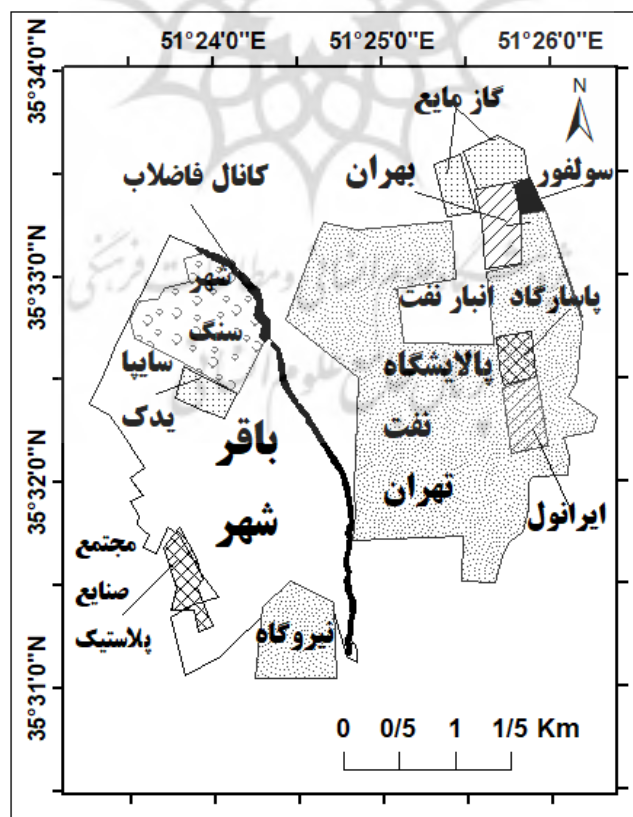 51°24'0"E 51°25'0"E 51°26'0"E
35°34'0"N
35°33'0"N
35°32'0"N
35°31'0"N
N
گاز مایع
سولفور
بهران
کانال فاضلاب
شهر
سنگ
سایپا
یدک
انبار نفت
پاسارگاد
پالایشگاه
نفت
تهران
ایرانول
باقر
شهر
مجتمع
صنایع
پلاستیک
نیروگاه
0 0/5 1 1/5 Km